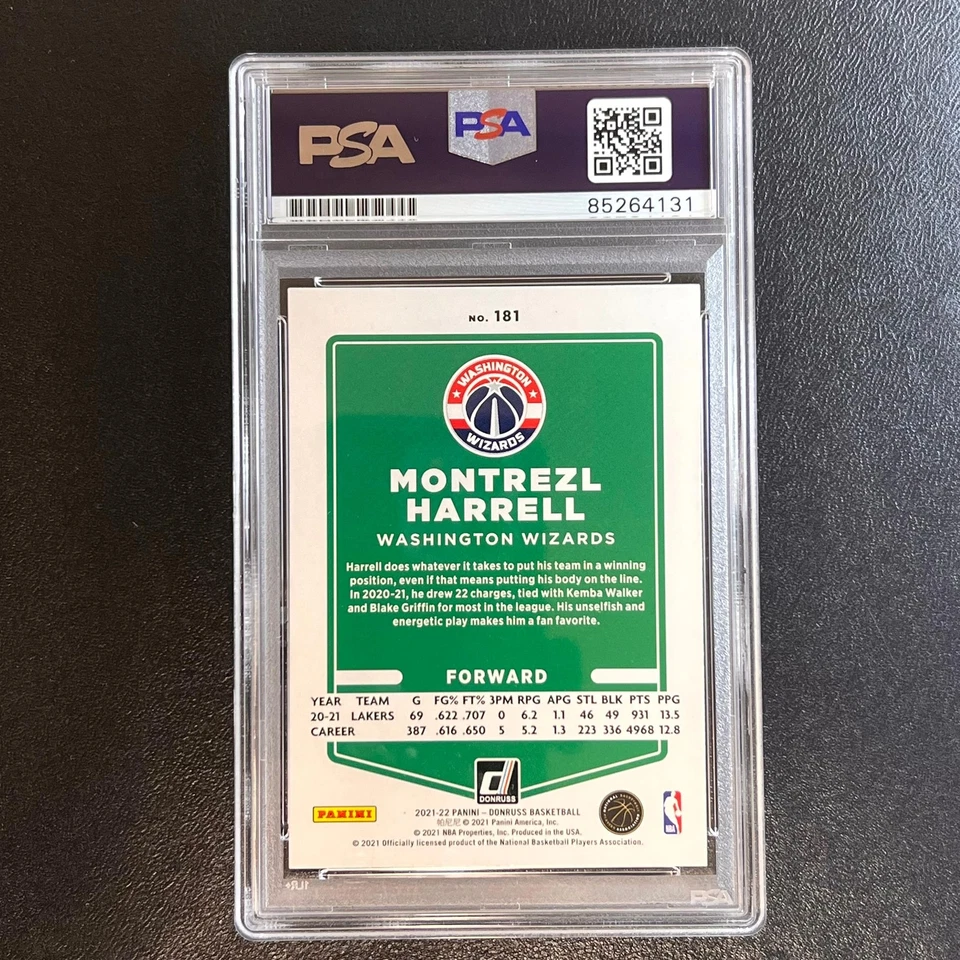 PSA
PSA
85264131
NO. 181
WASHINGTON
WIZARDS
MONTREZL
HARRELL
WASHINGTON WIZARDS
Harrell does whatever it takes to put his team in a winning
position, even if that means putting his body on the line.
In 2020-21, he drew 22 charges, tied with Kemba Walker
and Blake Griffin for most in the league. His unselfish and
energetic play makes him a fan favorite.
FORWARD
YEAR TEAM G FG% FT% 3PM RPG APG STL BLK PTS PPG
20-21 LAKERS 69 .622 .707 0 6.2 1.1 46 49 931 13.5
CAREER 387 .616 .650 5 5.2 1.3 223 336 4968 12.8
DONRUSS
PANINI
2021-22 PANINI – DONRUSS BASKETBALL
帕尼尼 © 2021 Panini America, Inc.
© 2021 NBA Properties, Inc. Produced in the USA.
© 2021 Officially licensed product of the National Basketball Players Association.
NBA
PSA